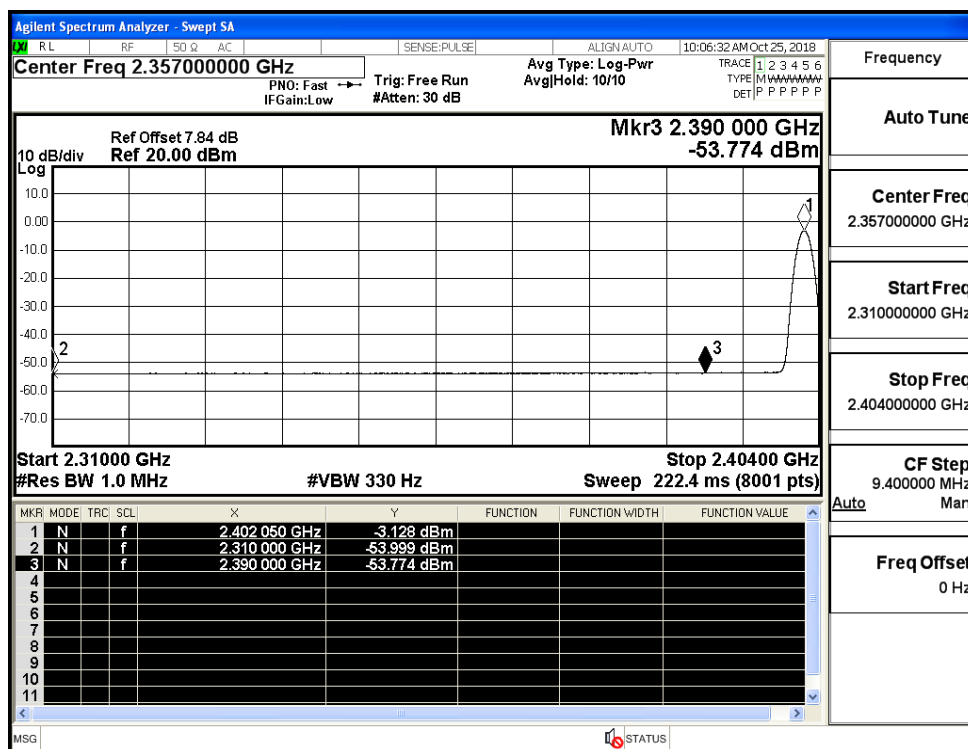 Agilent Spectrum Analyzer - Swept SA
LXI RL RF 50 Ω AC SENSE:PULSE ALIGN AUTO 10:06:32 AM Oct 25, 2018
Center Freq 2.357000000 GHz
PNO: Fast
IFGain:Low
Trig: Free Run
#Atten: 30 dB
Avg Type: Log-Pwr
Avg|Hold: 10/10
TRACE 1 2 3 4 5 6
TYPE MWWWWW
DET P P P P P P
Ref Offset 7.84 dB
10 dB/div Ref 20.00 dBm
Log
Mkr3 2.390 000 GHz
-53.774 dBm
10.0
0.00
-10.0
-20.0
-30.0
-40.0
-50.0
-60.0
-70.0
1
2
3
Start 2.31000 GHz Stop 2.40400 GHz
#Res BW 1.0 MHz #VBW 330 Hz Sweep 222.4 ms (8001 pts)
MKR MODE TRC SCL X Y FUNCTION FUNCTION WIDTH FUNCTION VALUE
1 N f 2.402 050 GHz -3.128 dBm
2 N f 2.310 000 GHz -53.999 dBm
3 N f 2.390 000 GHz -53.774 dBm
4
5
6
7
8
9
10
11
MSG STATUS
Frequency
Auto Tune
Center Freq
2.357000000 GHz
Start Freq
2.310000000 GHz
Stop Freq
2.404000000 GHz
CF Step
9.400000 MHz
Auto Man
Freq Offset
0 Hz